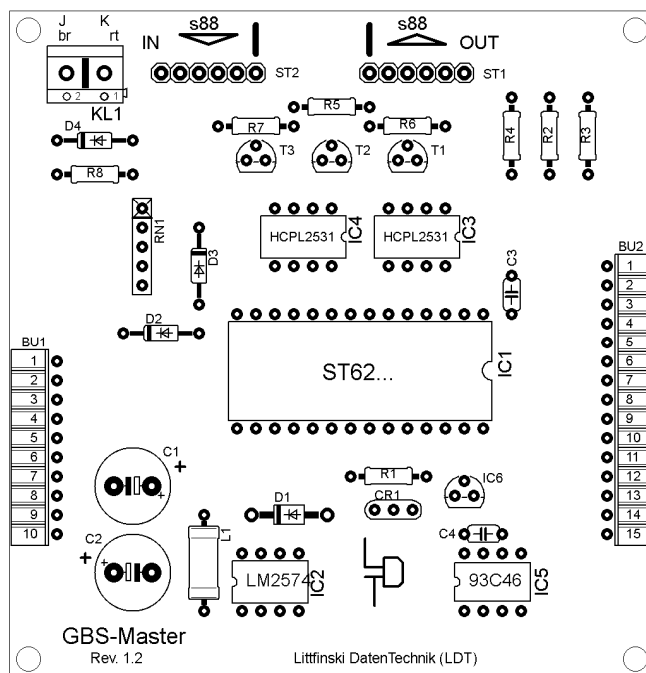 J K
br rt
2 1
KL1
s88
IN
ST2
s88
OUT
ST1
R5
R7
R6
T3
T2
T1
R4
R2
R3
D4
R8
RN1
D3
HCPL2531
IC4
HCPL2531
IC3
C3
D2
ST62...
IC1
BU1
1
2
3
4
5
6
7
8
9
10
BU2
1
2
3
4
5
6
7
8
9
10
11
12
13
14
15
C1
+
+
C2
+
+
R1
CR1
IC6
D1
L1
C4
LM2574
IC2
93C46
IC5
GBS-Master
Rev. 1.2
Littfinski DatenTechnik (LDT)